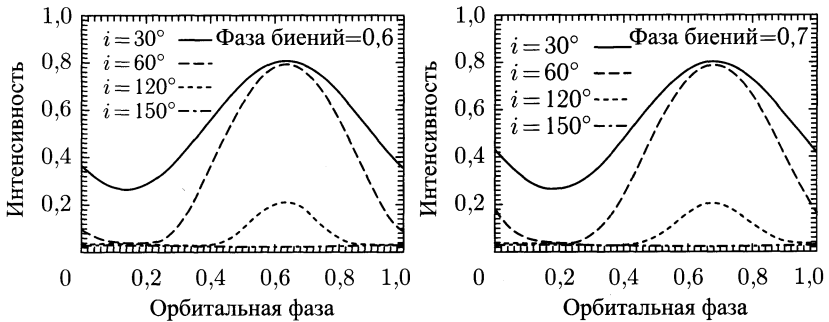 1,0
0,8
0,6
0,4
0,2
Интенсивность
i = 30°
i = 60°
i = 120°
i = 150°
Фаза биений=0,6
0 0,2 0,4 0,6 0,8 1,0
Орбитальная фаза
1,0
0,8
0,6
0,4
0,2
Интенсивность
i = 30°
i = 60°
i = 120°
i = 150°
Фаза биений=0,7
0 0,2 0,4 0,6 0,8 1,0
Орбитальная фаза